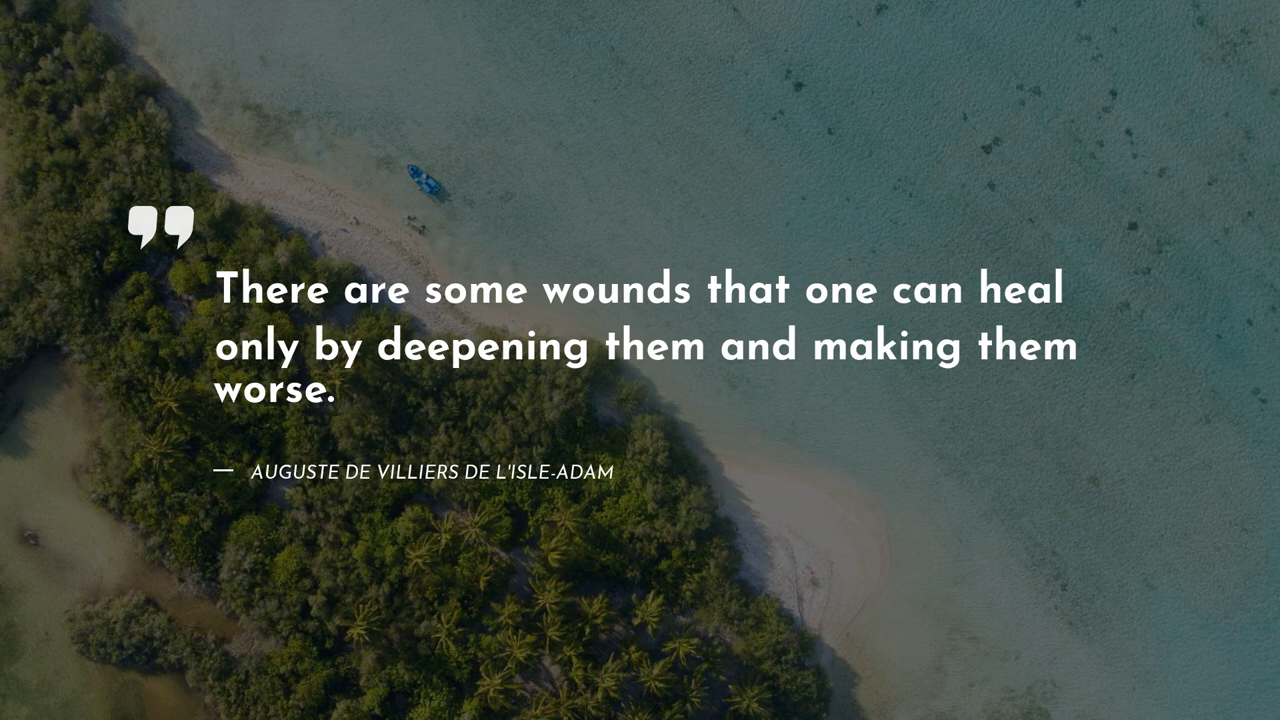 ”
There are some wounds that one can heal
only by deepening them and making them
worse.
— AUGUSTE DE VILLIERS DE L'ISLE-ADAM